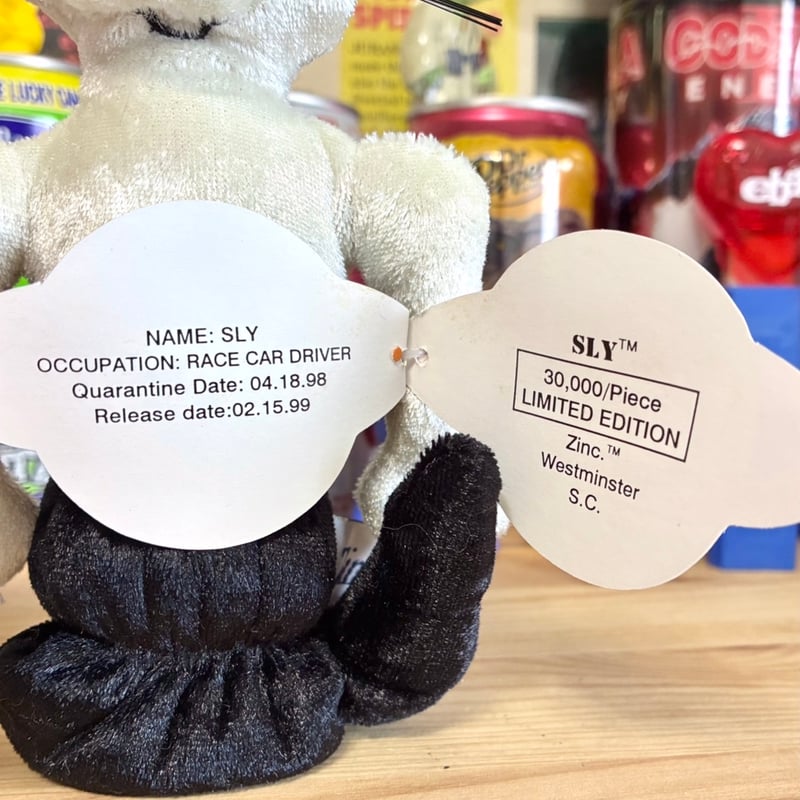 NAME: SLY
OCCUPATION: RACE CAR DRIVER
Quarantine Date: 04.18.98
Release date:02.15.99
SLY™
30,000/Piece
LIMITED EDITION
Zinc.™
Westminster
S.C.
LUCKY
Dr
Pepper